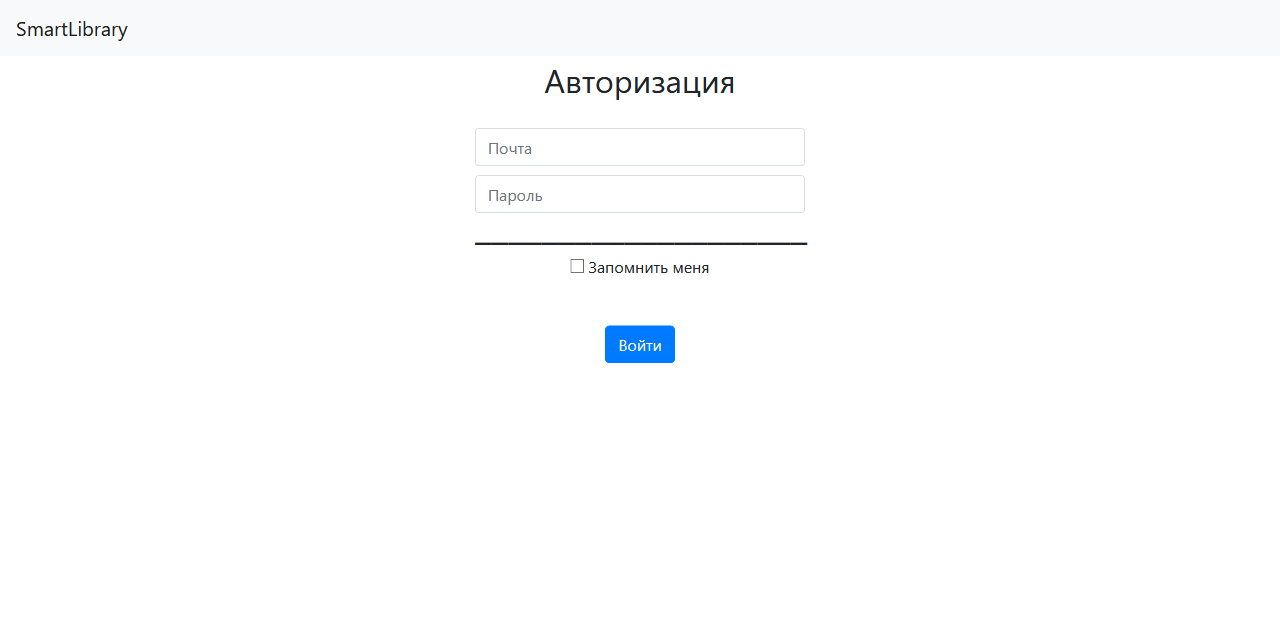 SmartLibrary
Авторизация
Почта
Пароль
Запомнить меня
Войти